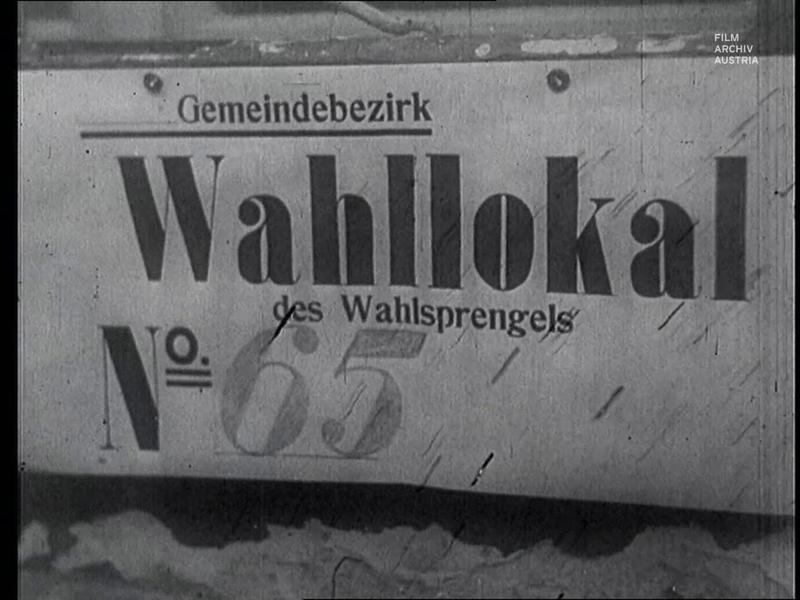 FILM
ARCHIV
AUSTRIA
Gemeindebezirk
Wahllokal
des Wahlsprengels
No. 65